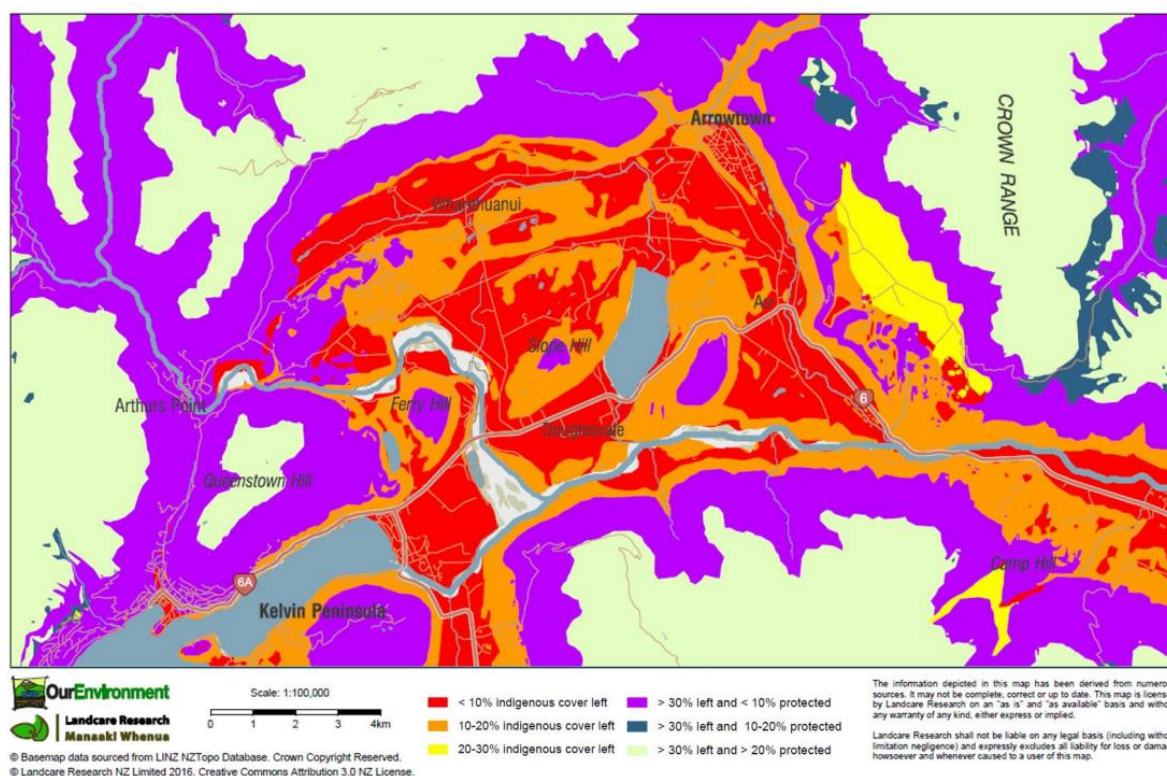 Arrowtown
CROWN RANGE
Wharehuanui
Slope Hill
Ferry Hill
Arthurs Point
6
Douglasvale
Queenstown Hill
Camp Hill
6A
Kelvin Peninsula
OurEnvironment
Landcare Research
Manaaki Whenua
Scale: 1:100,000
0 1 2 4km
< 10% indigenous cover left
10-20% indigenous cover left
20-30% indigenous cover left
> 30% left and < 10% protected
> 30% left and 10-20% protected
> 30% left and > 20% protected
© Basemap data sourced from LINZ NZTopo Database. Crown Copyright Reserved.
© Landcare Research NZ Limited 2016. Creative Commons Attribution 3.0 NZ License.
The information depicted in this map has been derived from numero
sources. It may not be complete, correct or up to date. This map is licens
by Landcare Research on an "as is" and "as available" basis and witho
any warranty of any kind, either express or implied.
Landcare Research shall not be liable on any legal basis (including witho
limitation negligence) and expressly excludes all liability for loss or dama
howsoever and whenever caused to a user of this map.